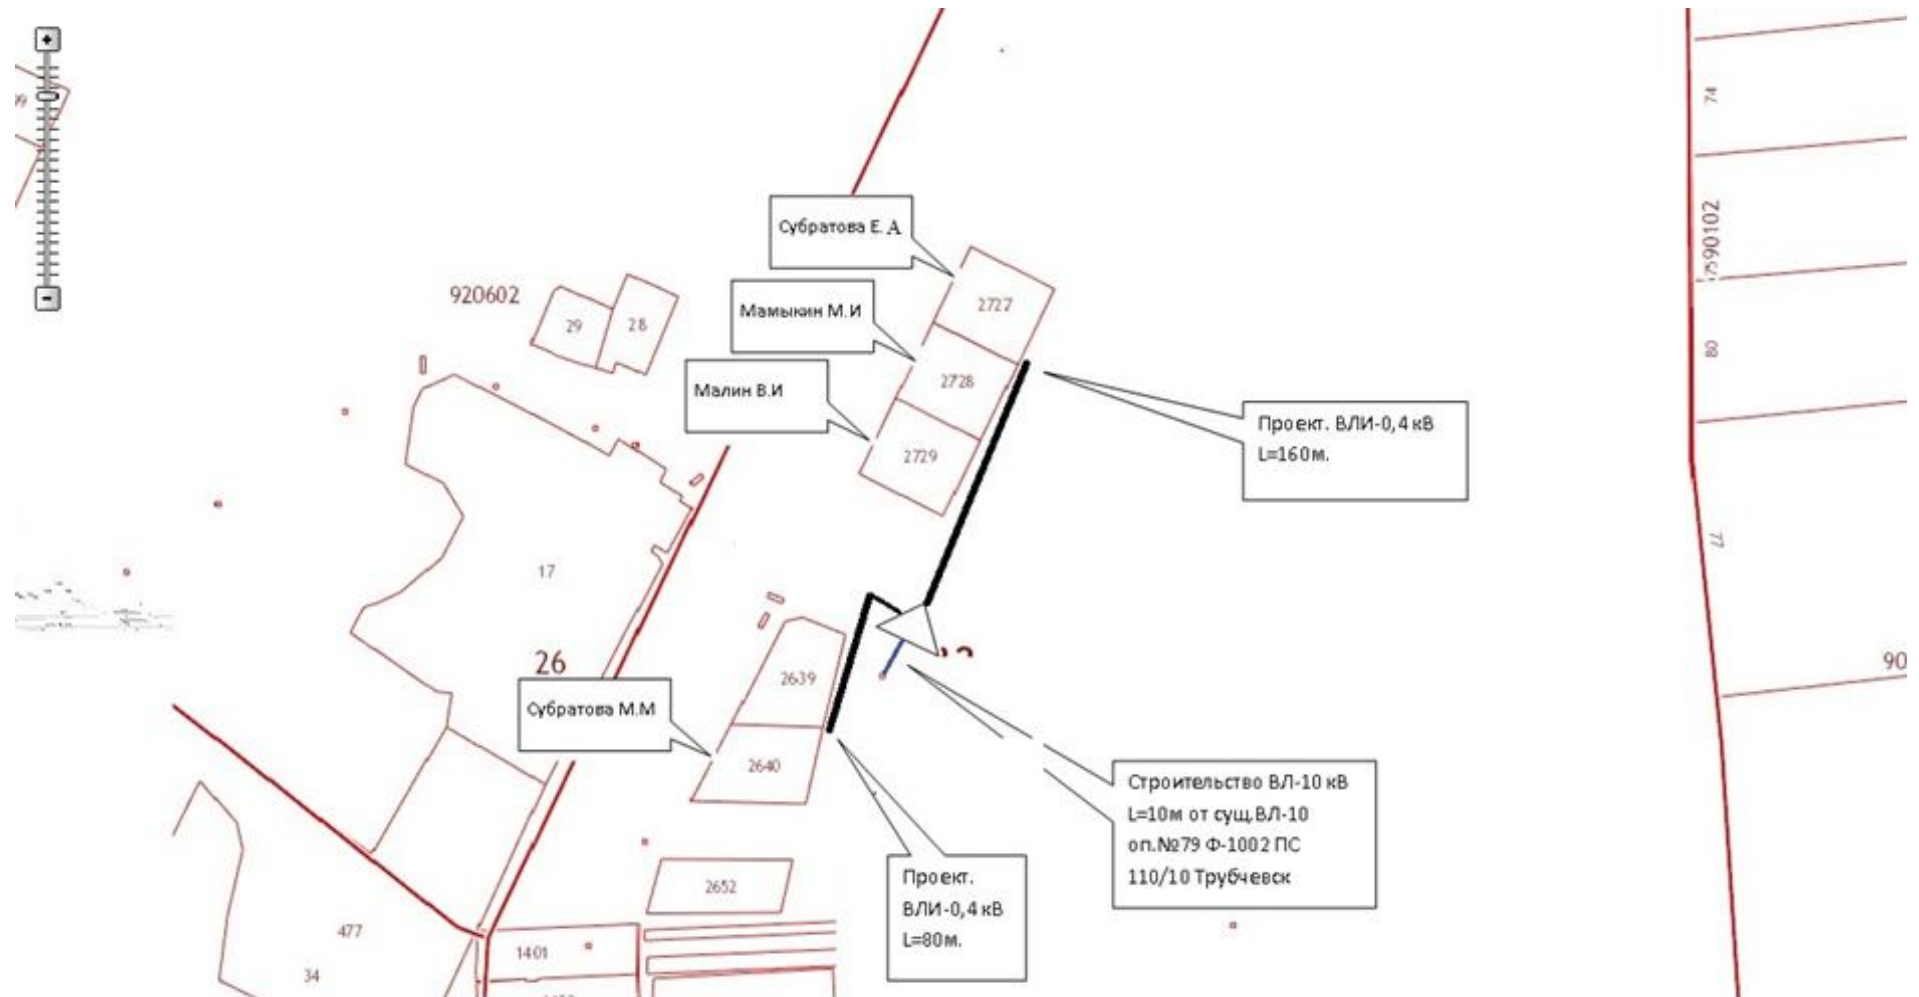 +
74
Субратова Е. А
590102
920602
2727
Мамыкин М.И
29
28
80
2728
Малин В.И
Проект. ВЛИ-0,4 кВ
L=160м.
2729
77
17
26
90
2639
Субратова М.М
2640
Строительство ВЛ-10 кВ
L=10м от сущ.ВЛ-10
оп.№79 Ф-1002 ПС
110/10 Трубчевск
Проект.
ВЛИ-0,4 кВ
L=80м.
2652
477
1401
34
-